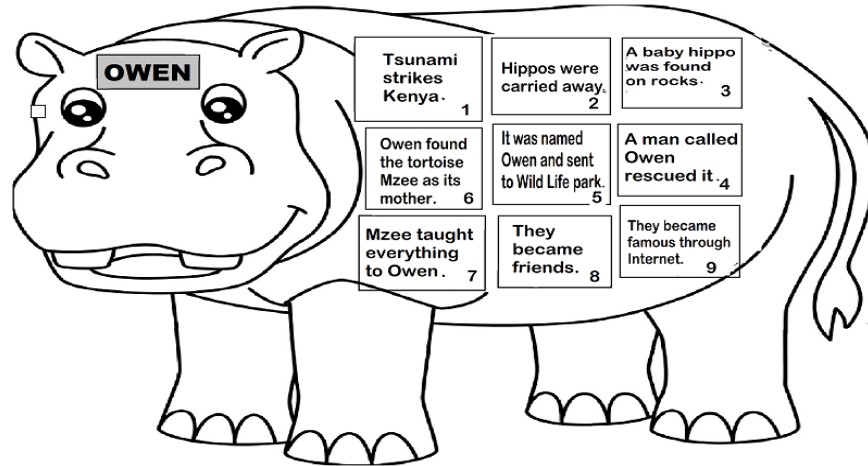 OWEN
Tsunami
strikes
Kenya.
1
Hippos were
carried away.
2
A baby hippo
was found
on rocks.
3
A man called
Owen
rescued it.
4
It was named
Owen and sent
to Wild Life park.
5
Owen found
the tortoise
Mzee as its
mother.
6
Mzee taught
everything
to Owen.
7
They
became
friends.
8
They became
famous through
Internet.
9